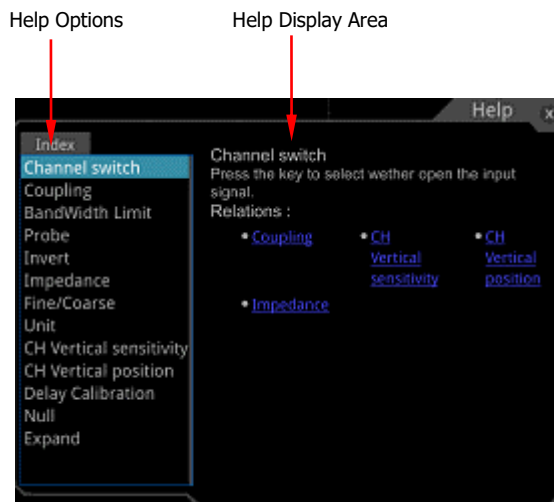 Help Options
Help Display Area
Help x
Index
Channel switch
Coupling
BandWidth Limit
Probe
Invert
Impedance
Fine/Coarse
Unit
CH Vertical sensitivity
CH Vertical position
Delay Calibration
Null
Expand
Channel switch
Press the key to select wether open the input
signal.
Relations :
• Coupling
• CH
Vertical
sensitivity
• CH
Vertical
position
• Impedance